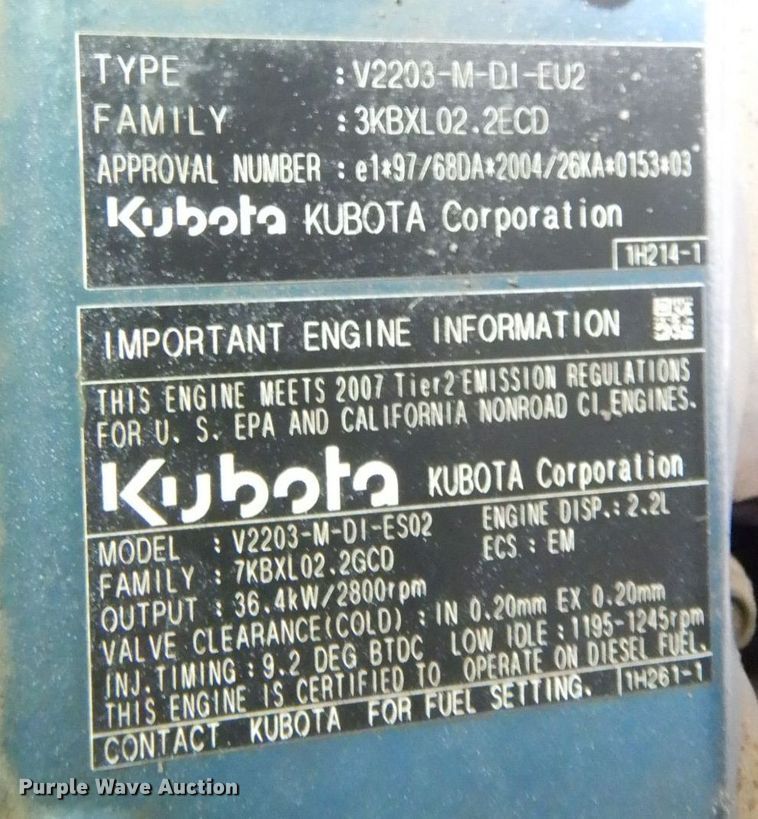 TYPE : V2203-M-DI-EU2
FAMILY : 3KBXL02.2ECD
APPROVAL NUMBER : e1*97/68DA*2004/26KA*0153*03
Kubota KUBOTA Corporation
1H214-1
IMPORTANT ENGINE INFORMATION
THIS ENGINE MEETS 2007 Tier2 EMISSION REGULATIONS
FOR U. S. EPA AND CALIFORNIA NONROAD CI ENGINES.
Kubota KUBOTA Corporation
MODEL : V2203-M-DI-ES02 ENGINE DISP.: 2.2L
FAMILY : 7KBXL02.2GCD ECS : EM
OUTPUT : 36.4kW/2800rpm
VALVE CLEARANCE(COLD) : IN 0.20mm EX 0.20mm
INJ.TIMING : 9.2 DEG BTDC LOW IDLE : 1195-1245rpm
THIS ENGINE IS CERTIFIED TO OPERATE ON DIESEL FUEL.
CONTACT KUBOTA FOR FUEL SETTING. 1H261-1
Purple Wave Auction